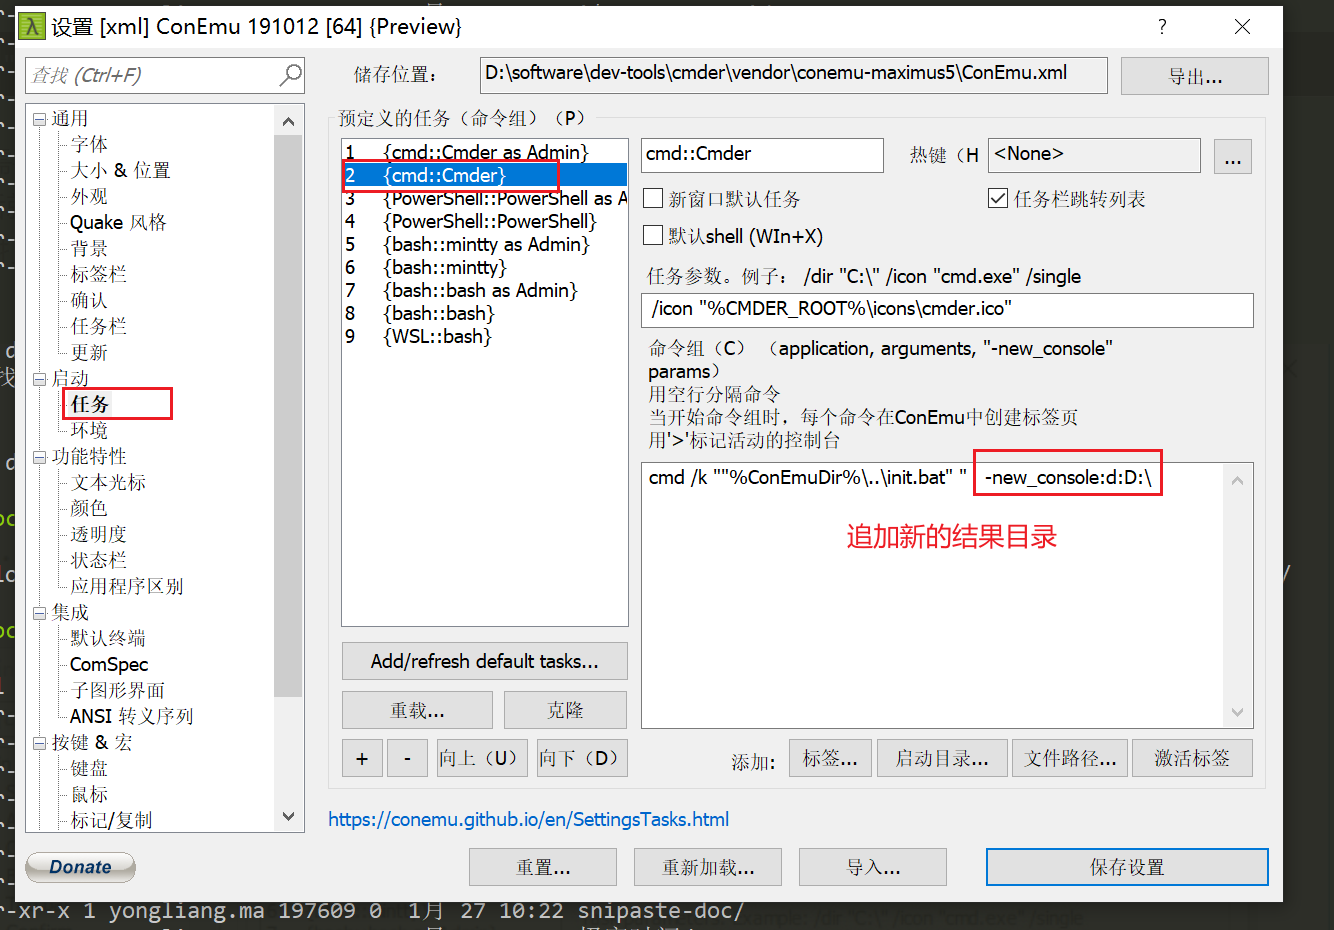 设置 [xml] ConEmu 191012 [64] {Preview}
?
查找 (Ctrl+F)
储存位置：
D:\software\dev-tools\cmder\vendor\conemu-maximus5\ConEmu.xml
导出...
通用
字体
大小 & 位置
外观
Quake 风格
背景
标签栏
确认
任务栏
更新
启动
任务
环境
功能特性
文本光标
颜色
透明度
状态栏
应用程序区别
集成
默认终端
ComSpec
子图形界面
ANSI 转义序列
按键 & 宏
键盘
鼠标
标记/复制
Donate
预定义的任务（命令组）（P）
1 {cmd::Cmder as Admin}
2 {cmd::Cmder}
3 {PowerShell::PowerShell as A
4 {PowerShell::PowerShell}
5 {bash::mintty as Admin}
6 {bash::mintty}
7 {bash::bash as Admin}
8 {bash::bash}
9 {WSL::bash}
Add/refresh default tasks...
重载...
克隆
+
-
向上（U）
向下（D）
cmd::Cmder
热键（H
<None>
...
新窗口默认任务
任务栏跳转列表
默认shell (WIn+X)
任务参数。例子： /dir "C:\" /icon "cmd.exe" /single
/icon "%CMDER_ROOT%\icons\cmder.ico"
命令组（C）（application, arguments, "-new_console"
params）
用空行分隔命令
当开始命令组时，每个命令在ConEmu中创建标签页
用'>'标记活动的控制台
cmd /k ""%ConEmuDir%\..\init.bat" " -new_console:d:D:\
追加新的结果目录
添加:
标签...
启动目录...
文件路径...
激活标签
https://conemu.github.io/en/SettingsTasks.html
重置...
重新加载...
导入...
保存设置
r-xr-x 1 yongliang.ma 197609 0 1月 27 10:22 snipaste-doc/